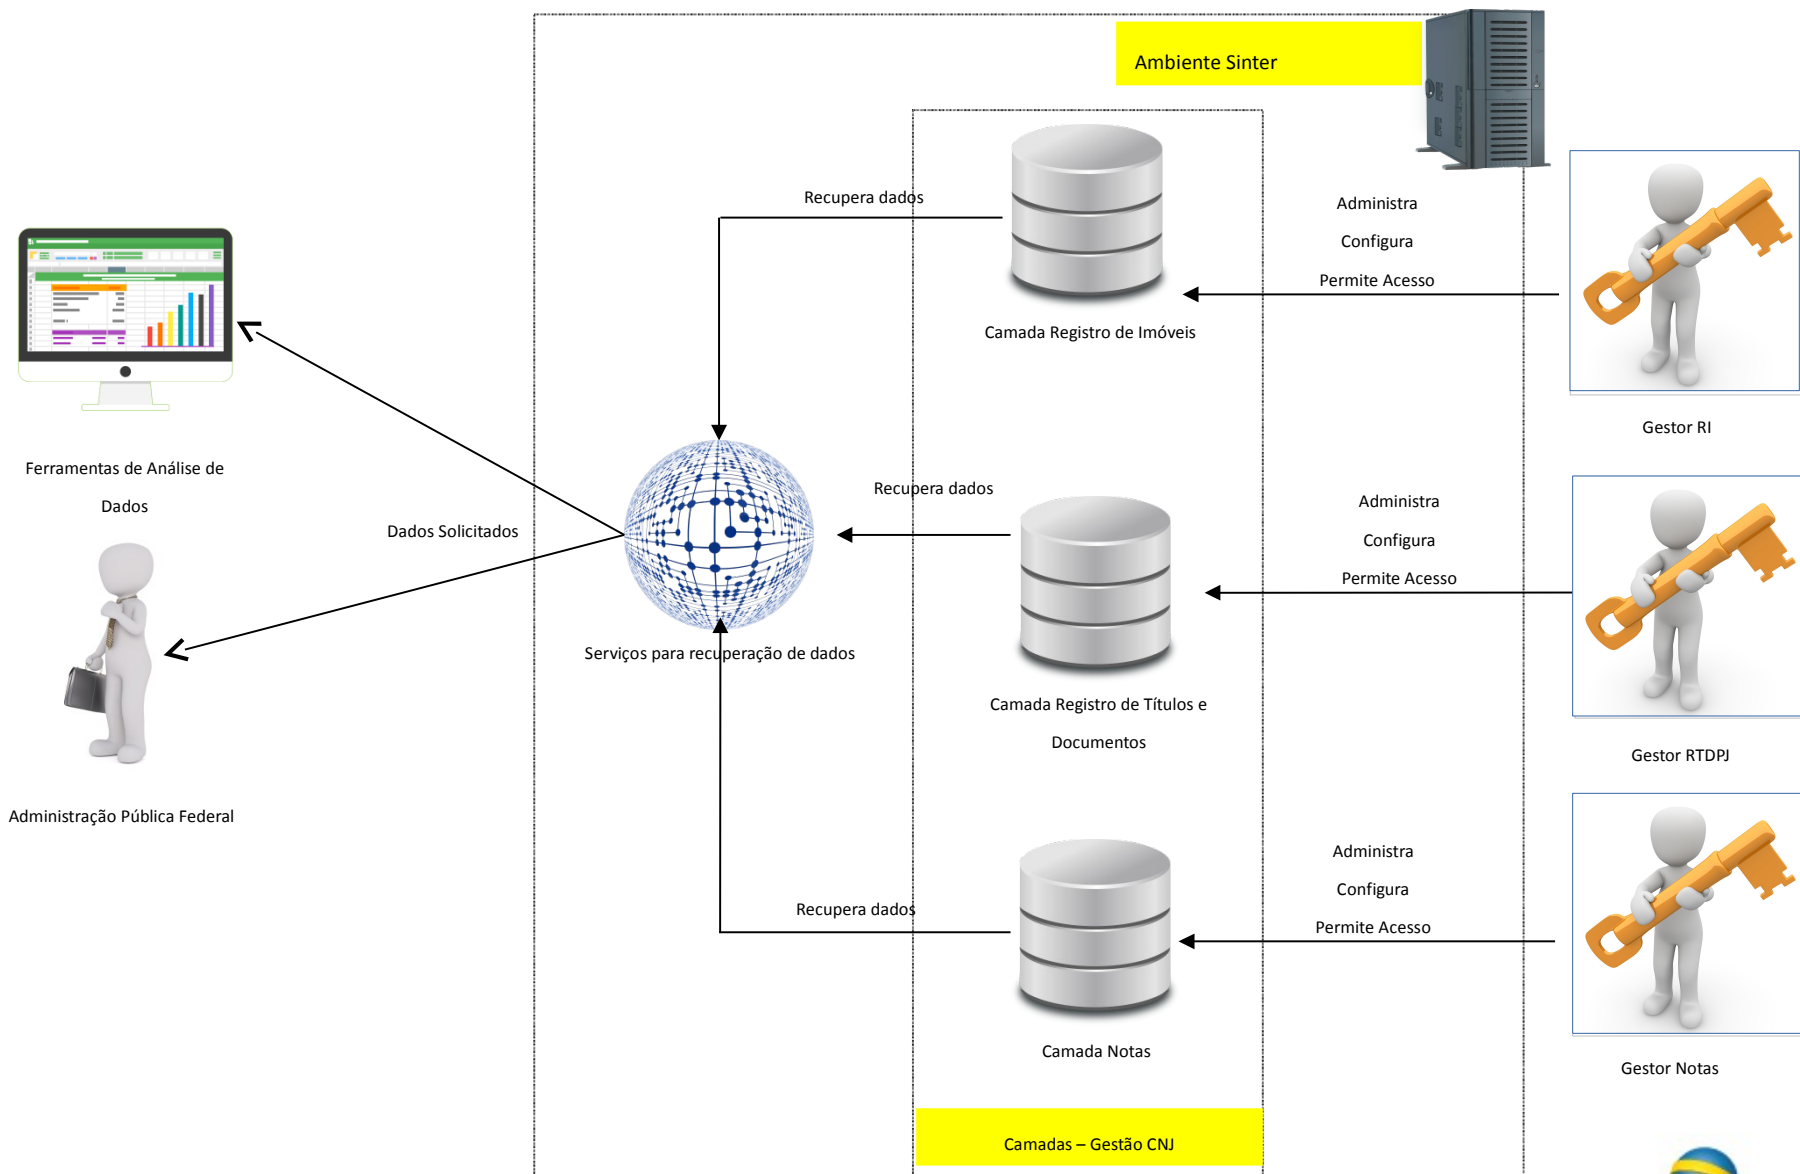 Ambiente Sinter
Recupera dados
Administra
Configura
Permite Acesso
Camada Registro de Imóveis
Gestor RI
Ferramentas de Análise de
Dados
Dados Solicitados
Recupera dados
Administra
Configura
Permite Acesso
Serviços para recuperação de dados
Camada Registro de Títulos e
Documentos
Gestor RTDPJ
Administração Pública Federal
Recupera dados
Administra
Configura
Permite Acesso
Camada Notas
Gestor Notas
Camadas – Gestão CNJ